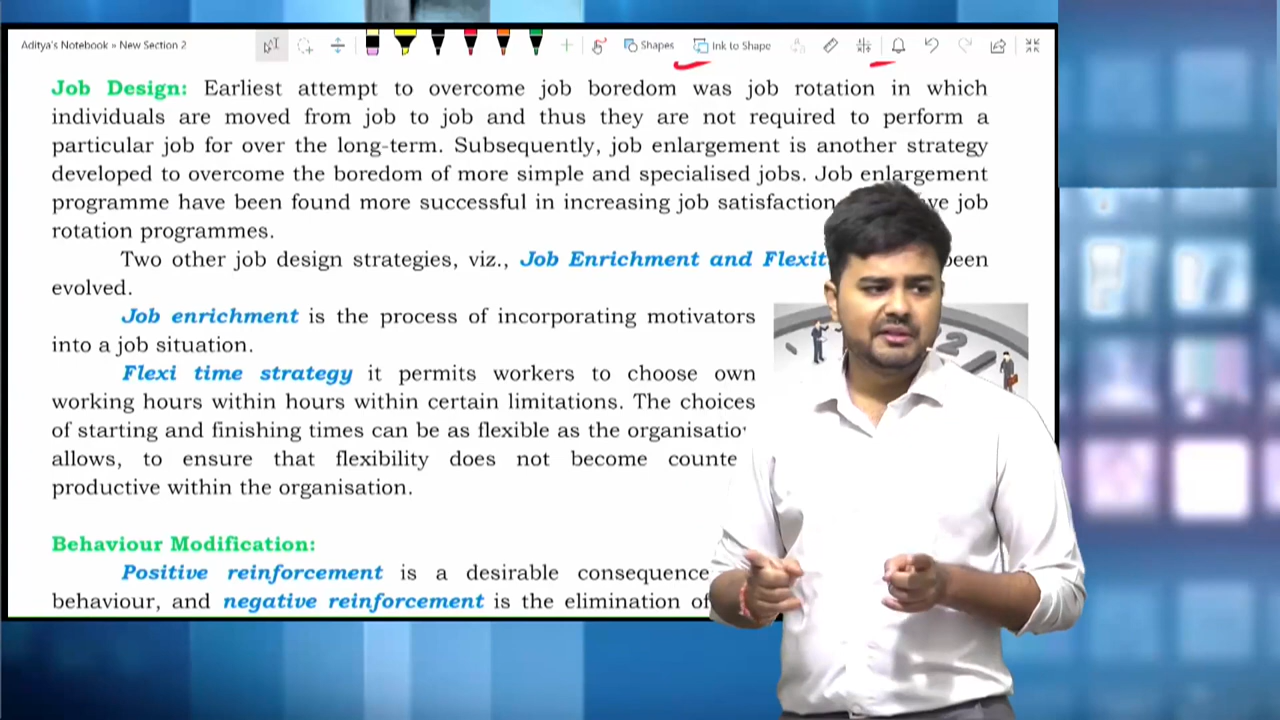 Aditya's Notebook » New Section 2
Shapes
Ink to Shape
Job Design: Earliest attempt to overcome job boredom was job rotation in which
individuals are moved from job to job and thus they are not required to perform a
particular job for over the long-term. Subsequently, job enlargement is another strategy
developed to overcome the boredom of more simple and specialised jobs. Job enlargement
programme have been found more successful in increasing job satisfaction job
rotation programmes.
Two other job design strategies, viz., Job Enrichment and Flexit been
evolved.
Job enrichment is the process of incorporating motivators
into a job situation.
Flexi time strategy it permits workers to choose own
working hours within hours within certain limitations. The choices
of starting and finishing times can be as flexible as the organisatio
allows, to ensure that flexibility does not become counte
productive within the organisation.
Behaviour Modification:
Positive reinforcement is a desirable consequence
behaviour, and negative reinforcement is the elimination of